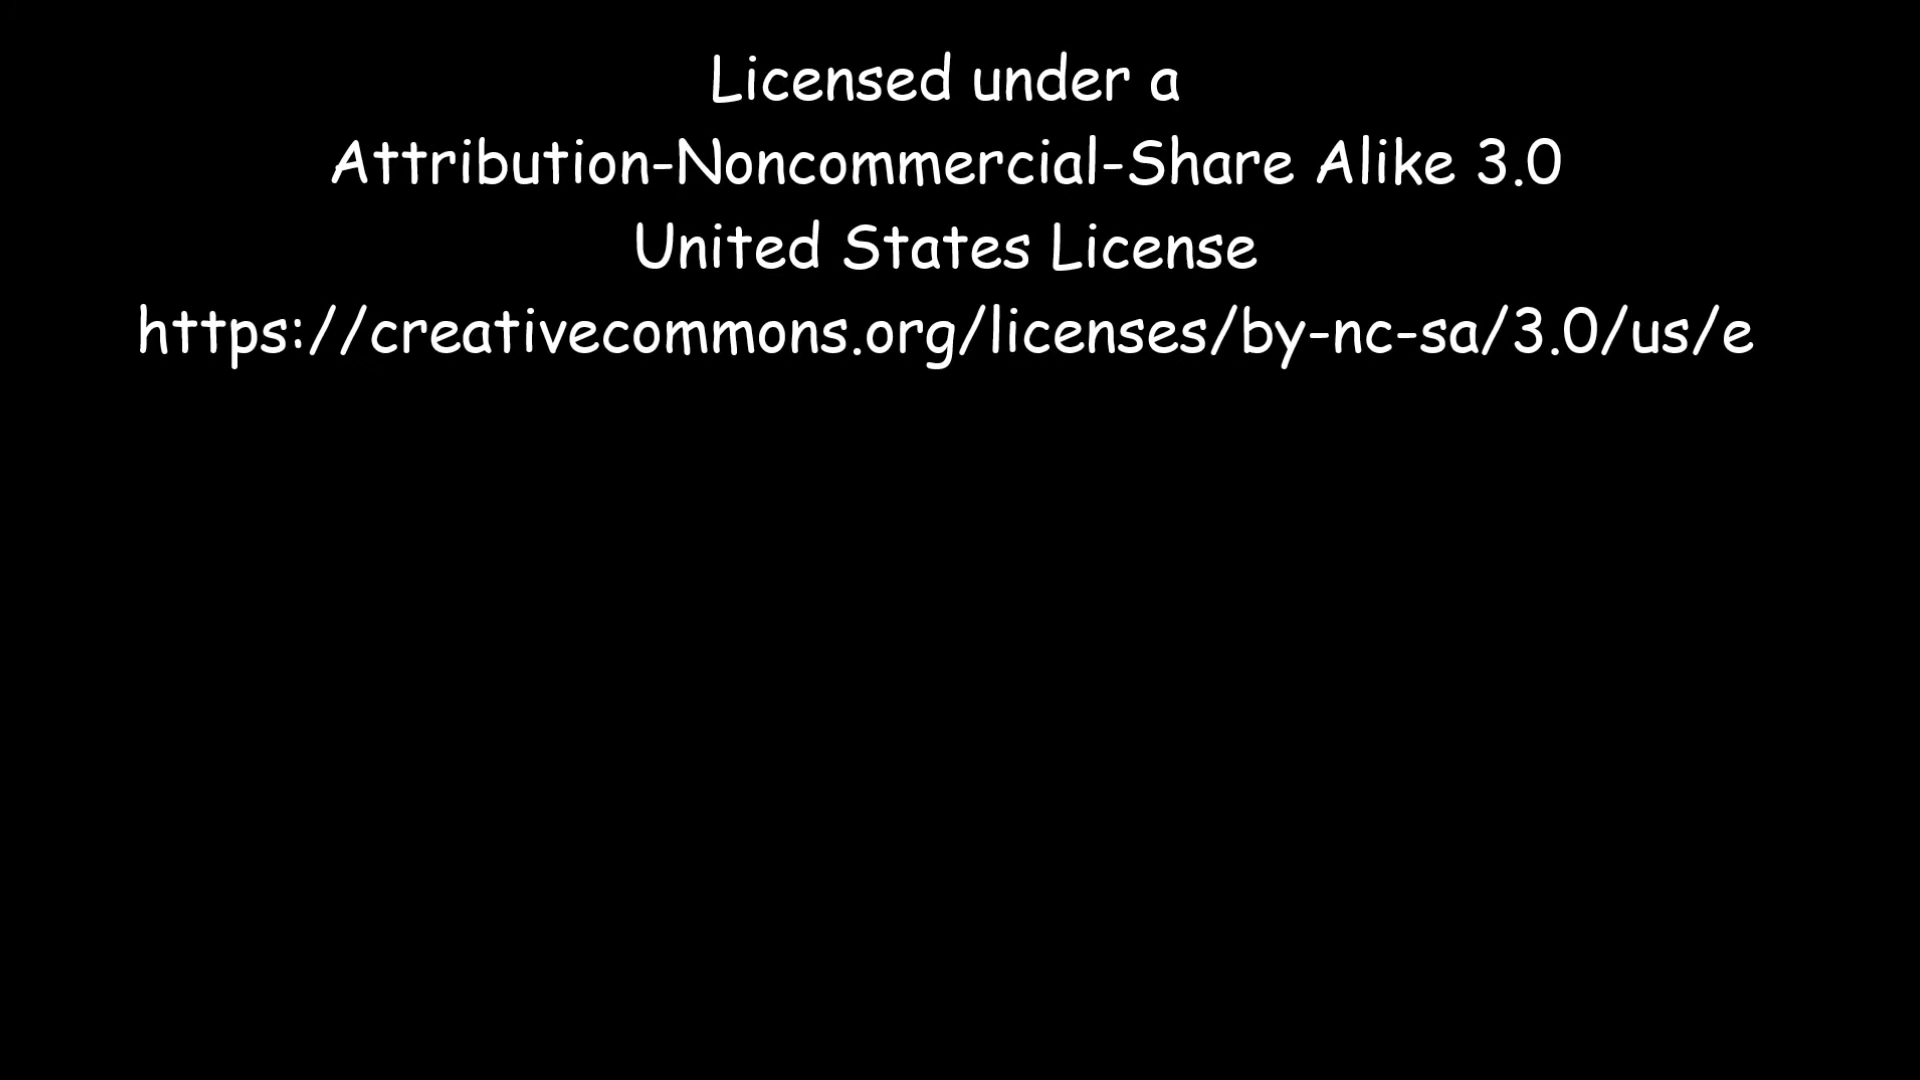 Licensed under a
Attribution-Noncommercial-Share Alike 3.0
United States License
https://creativecommons.org/licenses/by-nc-sa/3.0/us/e